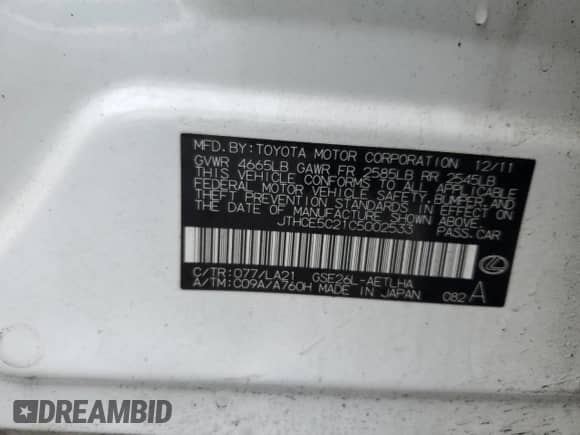 MFD.BY:TOYOTA MOTOR CORPORATION 12/11
GVWR 4665LB GAWR FR 2585LB RR 2545LB
THIS VEHICLE CONFORMS TO ALL APPLICABLE
FEDERAL MOTOR VEHICLE SAFETY,BUMPER AND
THEFT PREVENTION STANDARDS IN EFFECT ON
THE DATE OF MANUFACTURE SHOWN ABOVE.
JTHCE5C21C5002533 PASS.CAR
C/TR:077/LA21 GSE26L-AETLHA
A/TM:C09A/A760H MADE IN JAPAN 082 A
DREAMBID